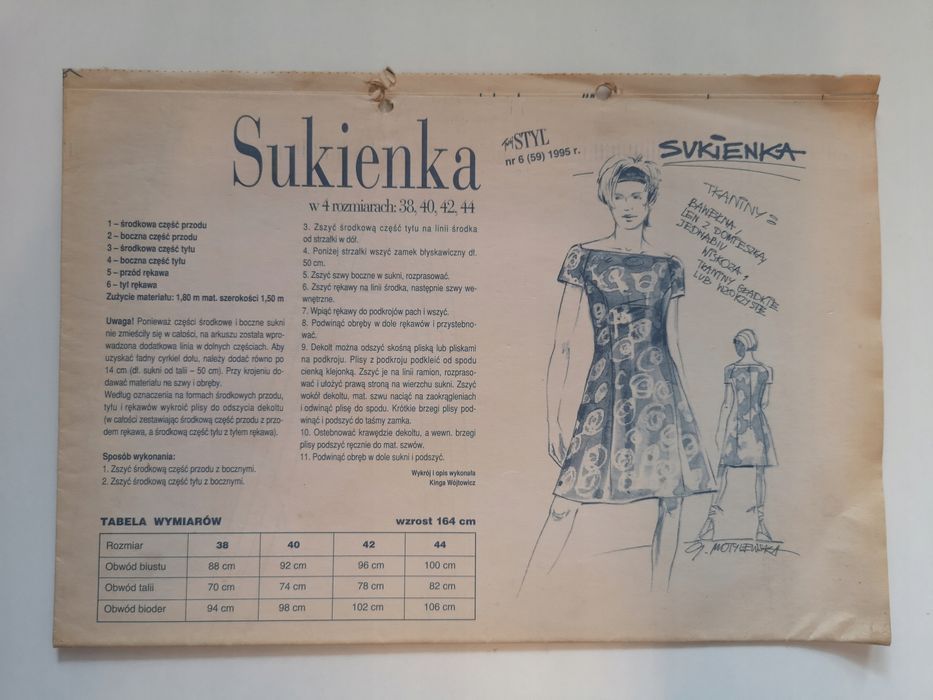 Sukienka
w 4 rozmiarach: 38, 40, 42, 44
1 – środkowa część przodu
2 – boczna część przodu
3 – środkowa część tyłu
4 – boczna część tyłu
5 – przód rękawa
6 – tył rękawa
Zużycie materiału: 1,80 m mat. szerokości 1,50 m
Uwaga! Ponieważ części środkowe i boczne sukni
nie zmieściły się w całości, na arkuszu została wpro-
wadzona dodatkowa linia w dolnych częściach. Aby
uzyskać ładny cyrkiel dołu, należy dodać równo po
14 cm (dł. sukni od talii – 50 cm). Przy krojeniu do-
dawać materiału na szwy i obręby.
Według oznaczenia na formach środkowych przodu,
tyłu i rękawów wykroić plisy do odszycia dekoltu
(w całości zestawiając środkową część przodu z przo-
dem rękawa, a środkową część tyłu z tyłem rękawa).
Sposób wykonania:
1. Zszyć środkową część przodu z bocznymi.
2. Zszyć środkową część tyłu z bocznymi.
3. Zszyć środkową część tyłu na linii środka
od strzałki w dół.
4. Poniżej strzałki wszyć zamek błyskawiczny dł.
50 cm.
5. Zszyć szwy boczne w sukni, rozprasować.
6. Zszyć rękawy na linii środka, następnie szwy we-
wnętrzne.
7. Wpiąć rękawy do podkrojów pach i wszyć.
8. Podwinąć obręby w dole rękawów i przystebno-
wać.
9. Dekolt można odszyć skośną pliską lub pliskami
na podkroju. Plisy z podkroju podkleić od spodu
cienką klejonką. Zszyć je na linii ramion, rozpraso-
wać i ułożyć prawą stroną na wierzchu sukni. Zszyć
wokół dekoltu, mat. szwu naciąć na zaokrągleniach
i odwinąć plisę do spodu. Krótkie brzegi plisy pod-
winąć i podszyć do taśmy zamka.
10. Ostebnować krawędzie dekoltu, a wewn. brzegi
plisy podszyć ręcznie do mat. szwów.
11. Podwinąć obręb w dole sukni i podszyć.
Wykrój i opis wykonała
Kinga Wójtowicz
TABELA WYMIARÓW wzrost 164 cm
Rozmiar 38 40 42 44
Obwód biustu 88 cm 92 cm 96 cm 100 cm
Obwód talii 70 cm 74 cm 78 cm 82 cm
Obwód bioder 94 cm 98 cm 102 cm 106 cm
Twój STYL
nr 6 (59) 1995 r.
SUKIENKA
TKANINY:
BAWEŁNA,
LEN Z DOMIESZKĄ
JEDWABIU
WISKOZA,
TKANINY GŁADKIE
LUB WZORZYSTE
G. MOTYLEWSKA